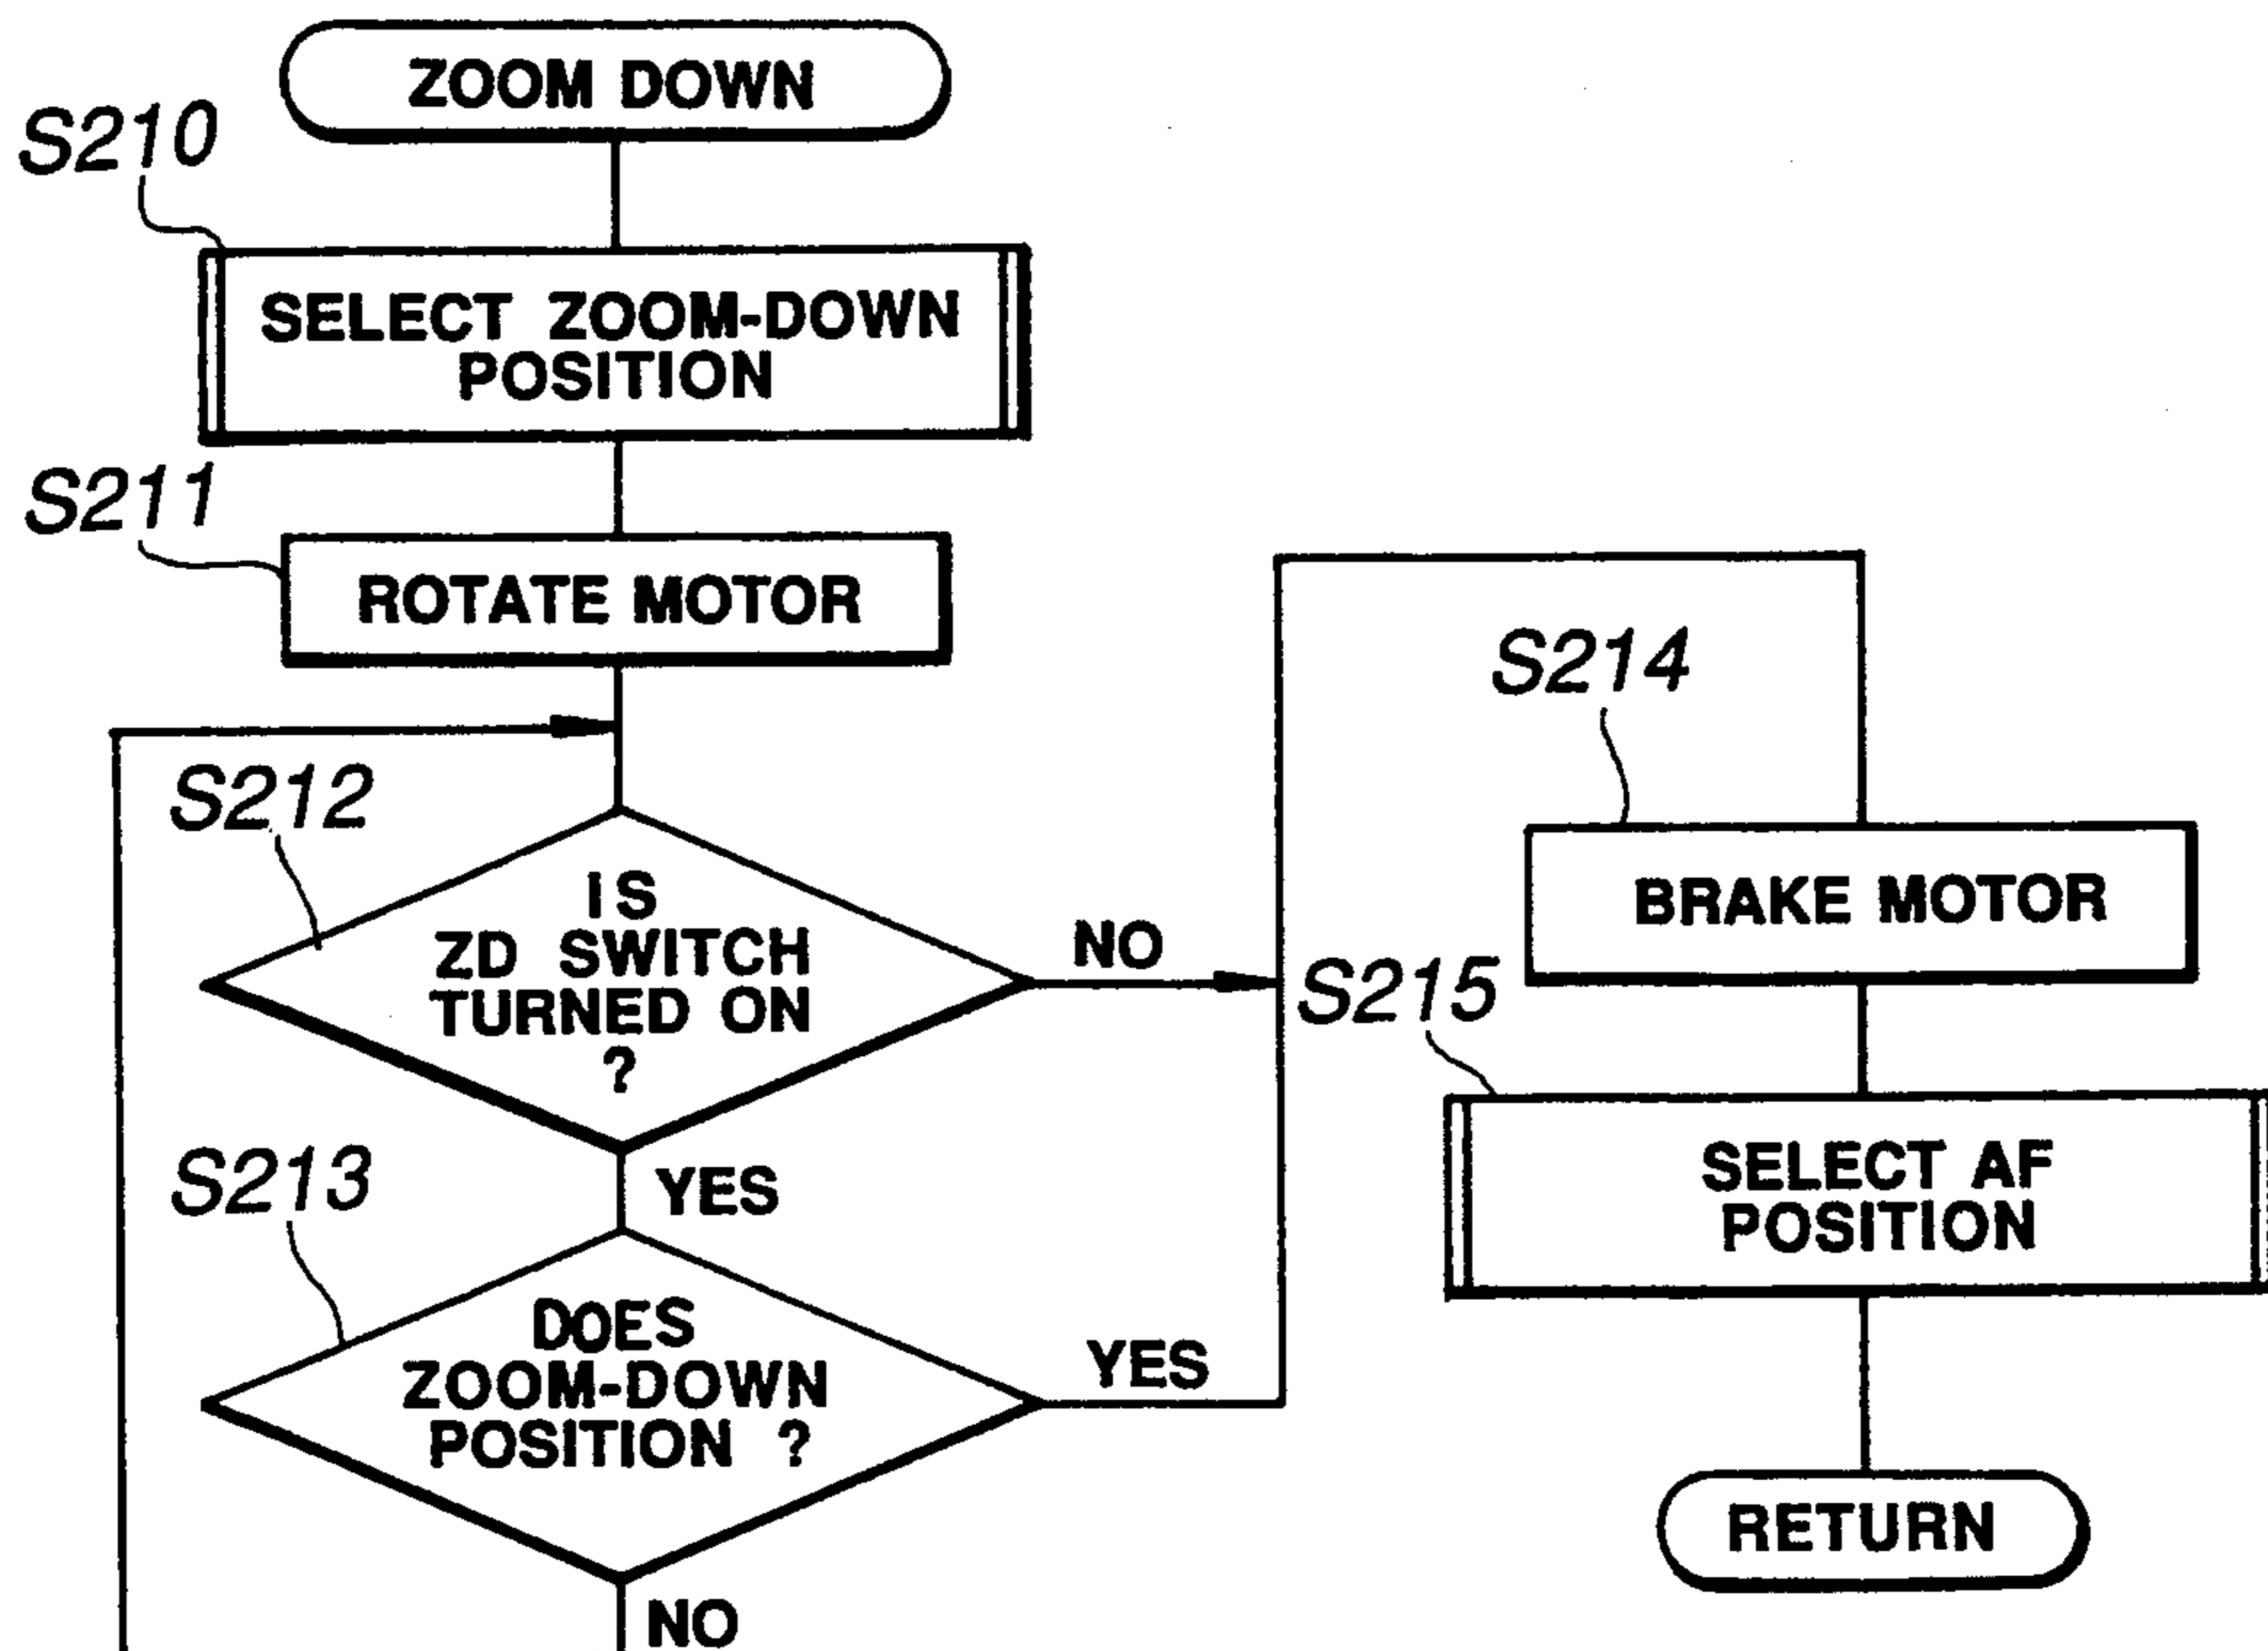 ZOOM DOWN
S210
SELECT ZOOM-DOWN
POSITION
S211
ROTATE MOTOR
S212
IS
ZD SWITCH
TURNED ON
?
NO
YES
S213
DOES
ZOOM-DOWN
POSITION ?
YES
NO
S214
BRAKE MOTOR
S215
SELECT AF
POSITION
RETURN